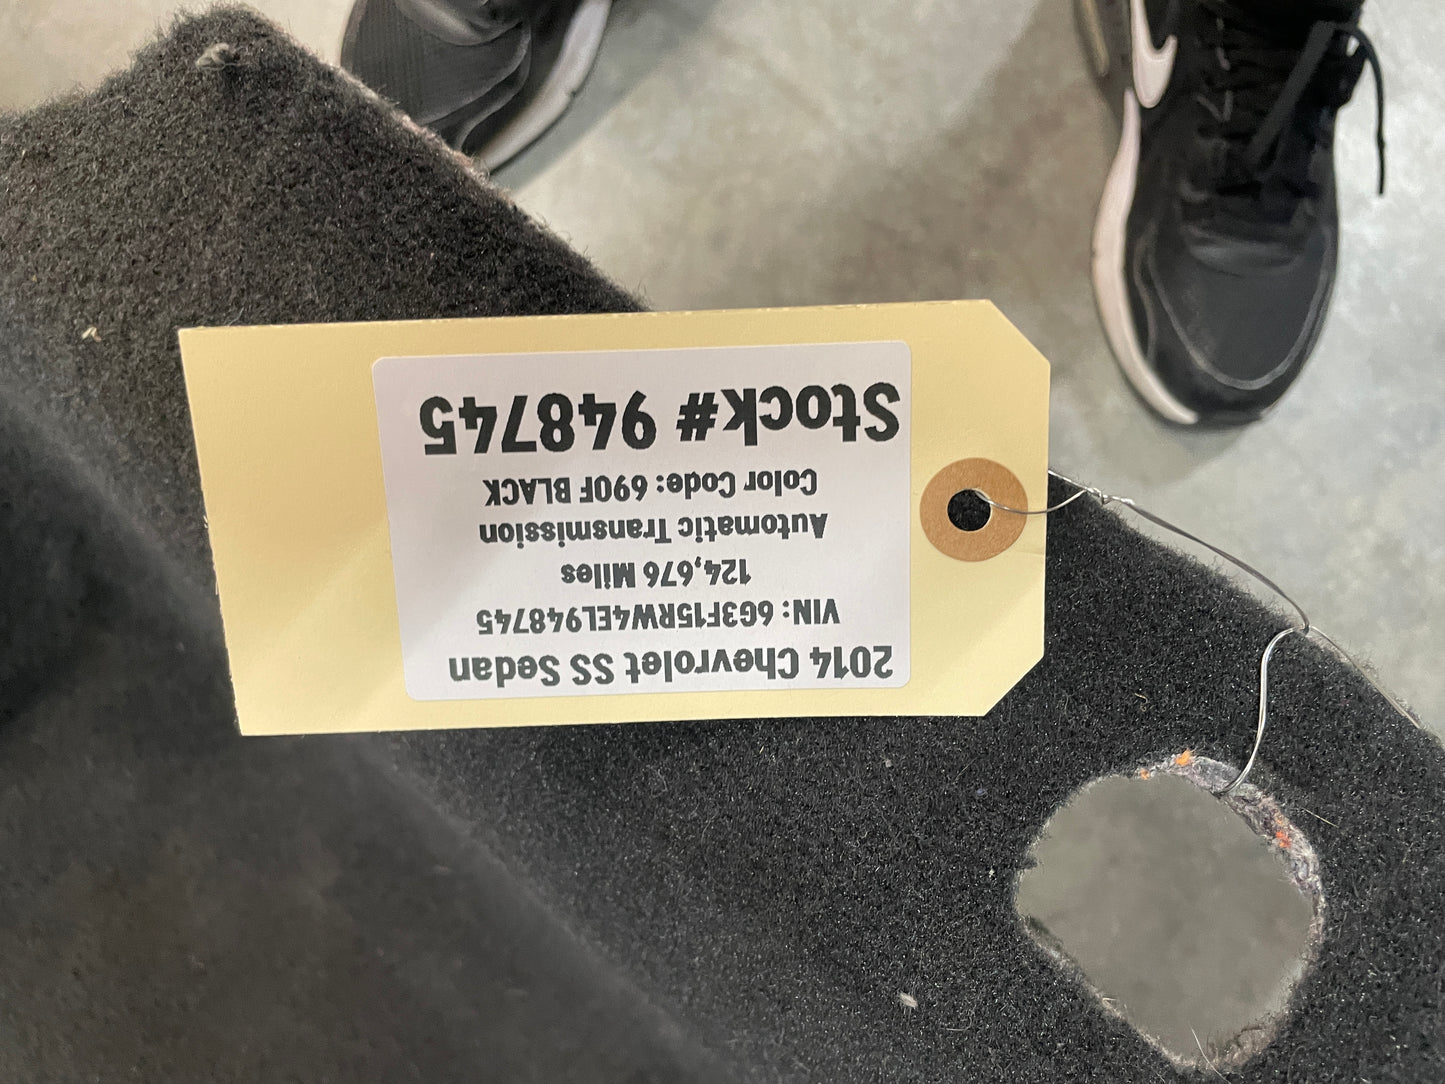 2014 Chevrolet SS Sedan
VIN: 6G3F15RW4EL948745
124,676 Miles
Automatic Transmission
Color Code: 690F BLACK
Stock# 948745